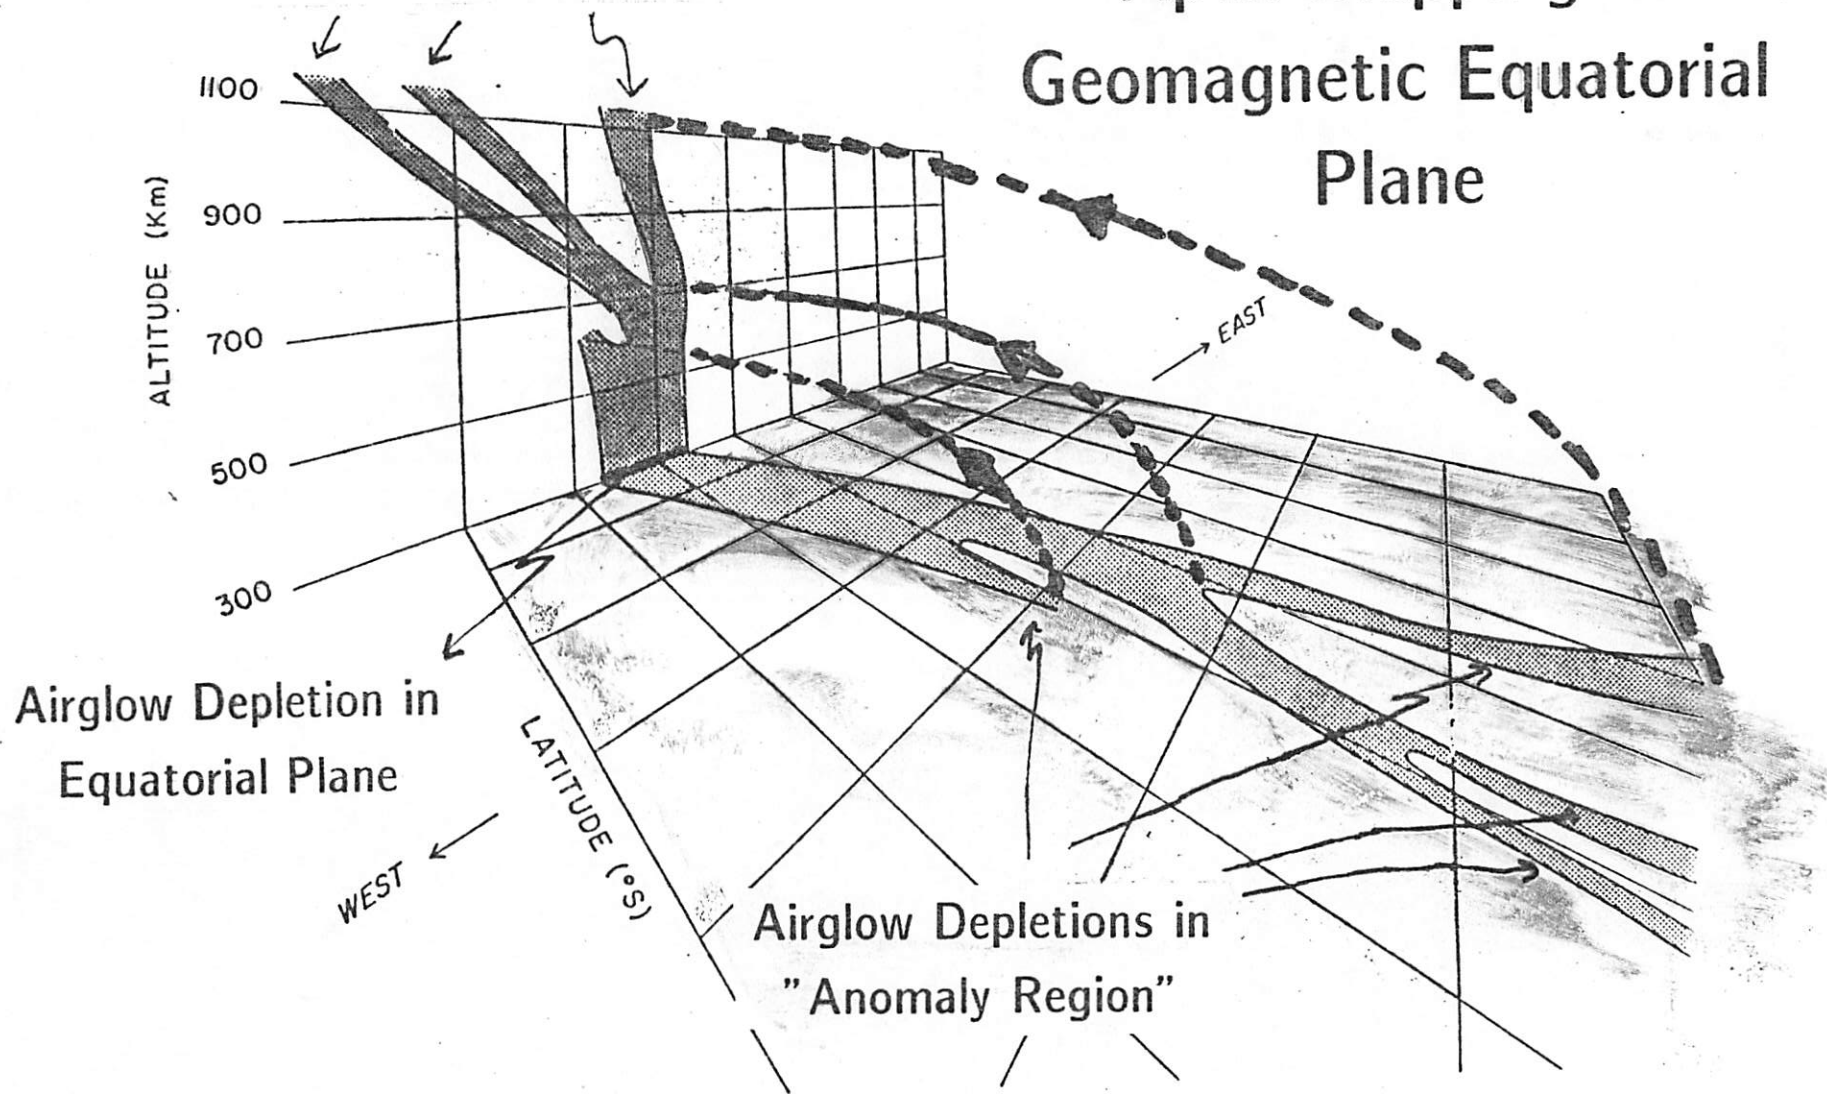 Geomagnetic Equatorial
Plane
ALTITUDE (Km)
1100
900
700
500
300
→ EAST
Airglow Depletion in
Equatorial Plane
LATITUDE (°S)
WEST ←
Airglow Depletions in
"Anomaly Region"